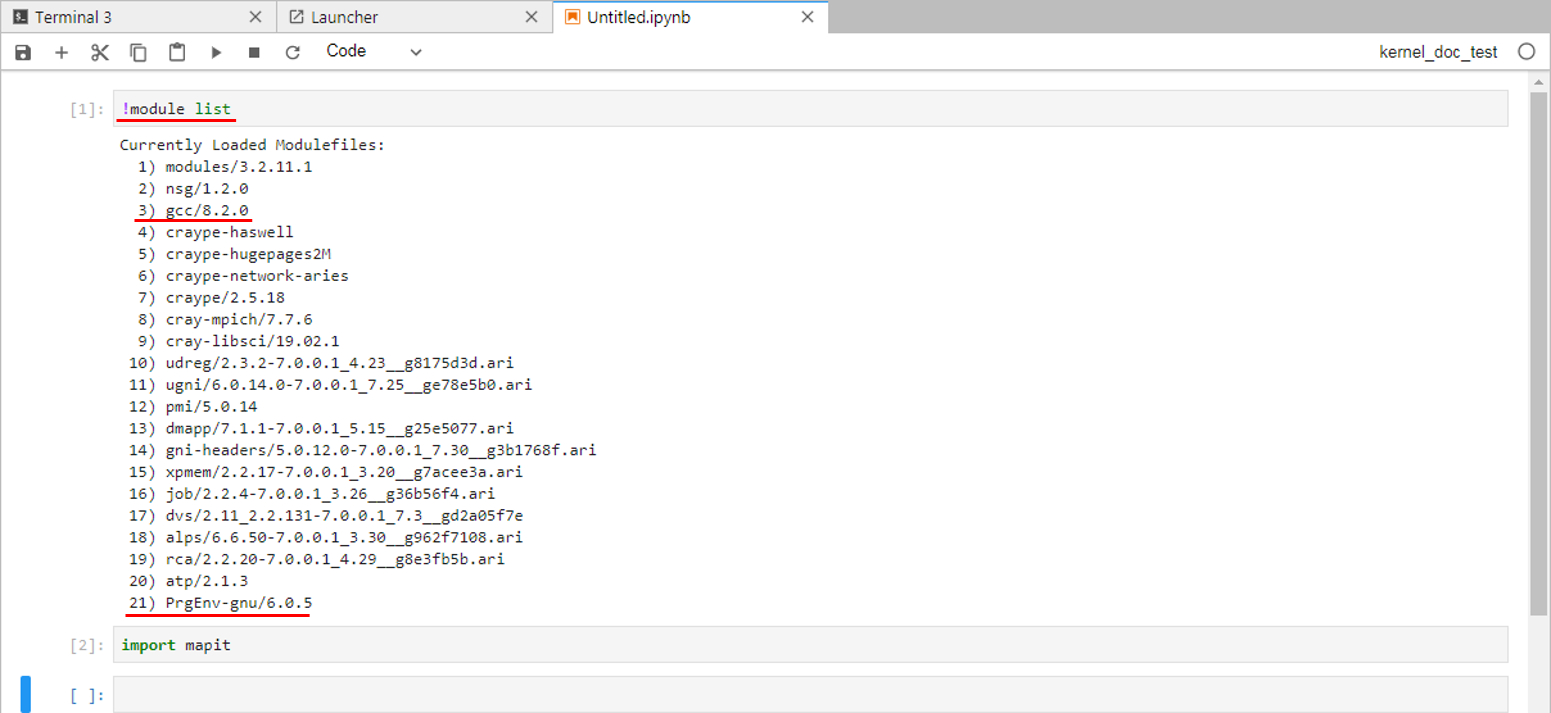 Terminal 3
Launcher
Untitled.ipynb
Code
kernel_doc_test
[1]: !module list
Currently Loaded Modulefiles:
1) modules/3.2.11.1
2) nsg/1.2.0
3) gcc/8.2.0
4) craype-haswell
5) craype-hugepages2M
6) craype-network-aries
7) craype/2.5.18
8) cray-mpich/7.7.6
9) cray-libsci/19.02.1
10) udreg/2.3.2-7.0.0.1_4.23__g8175d3d.ari
11) ugni/6.0.14.0-7.0.0.1_7.25__ge78e5b0.ari
12) pmi/5.0.14
13) dmapp/7.1.1-7.0.0.1_5.15__g25e5077.ari
14) gni-headers/5.0.12.0-7.0.0.1_7.30__g3b1768f.ari
15) xpmem/2.2.17-7.0.0.1_3.20__g7acee3a.ari
16) job/2.2.4-7.0.0.1_3.26__g36b56f4.ari
17) dvs/2.11_2.2.131-7.0.0.1_7.3__gd2a05f7e
18) alps/6.6.50-7.0.0.1_3.30__g962f7108.ari
19) rca/2.2.20-7.0.0.1_4.29__g8e3fb5b.ari
20) atp/2.1.3
21) PrgEnv-gnu/6.0.5
[2]: import mapit
[ ]: